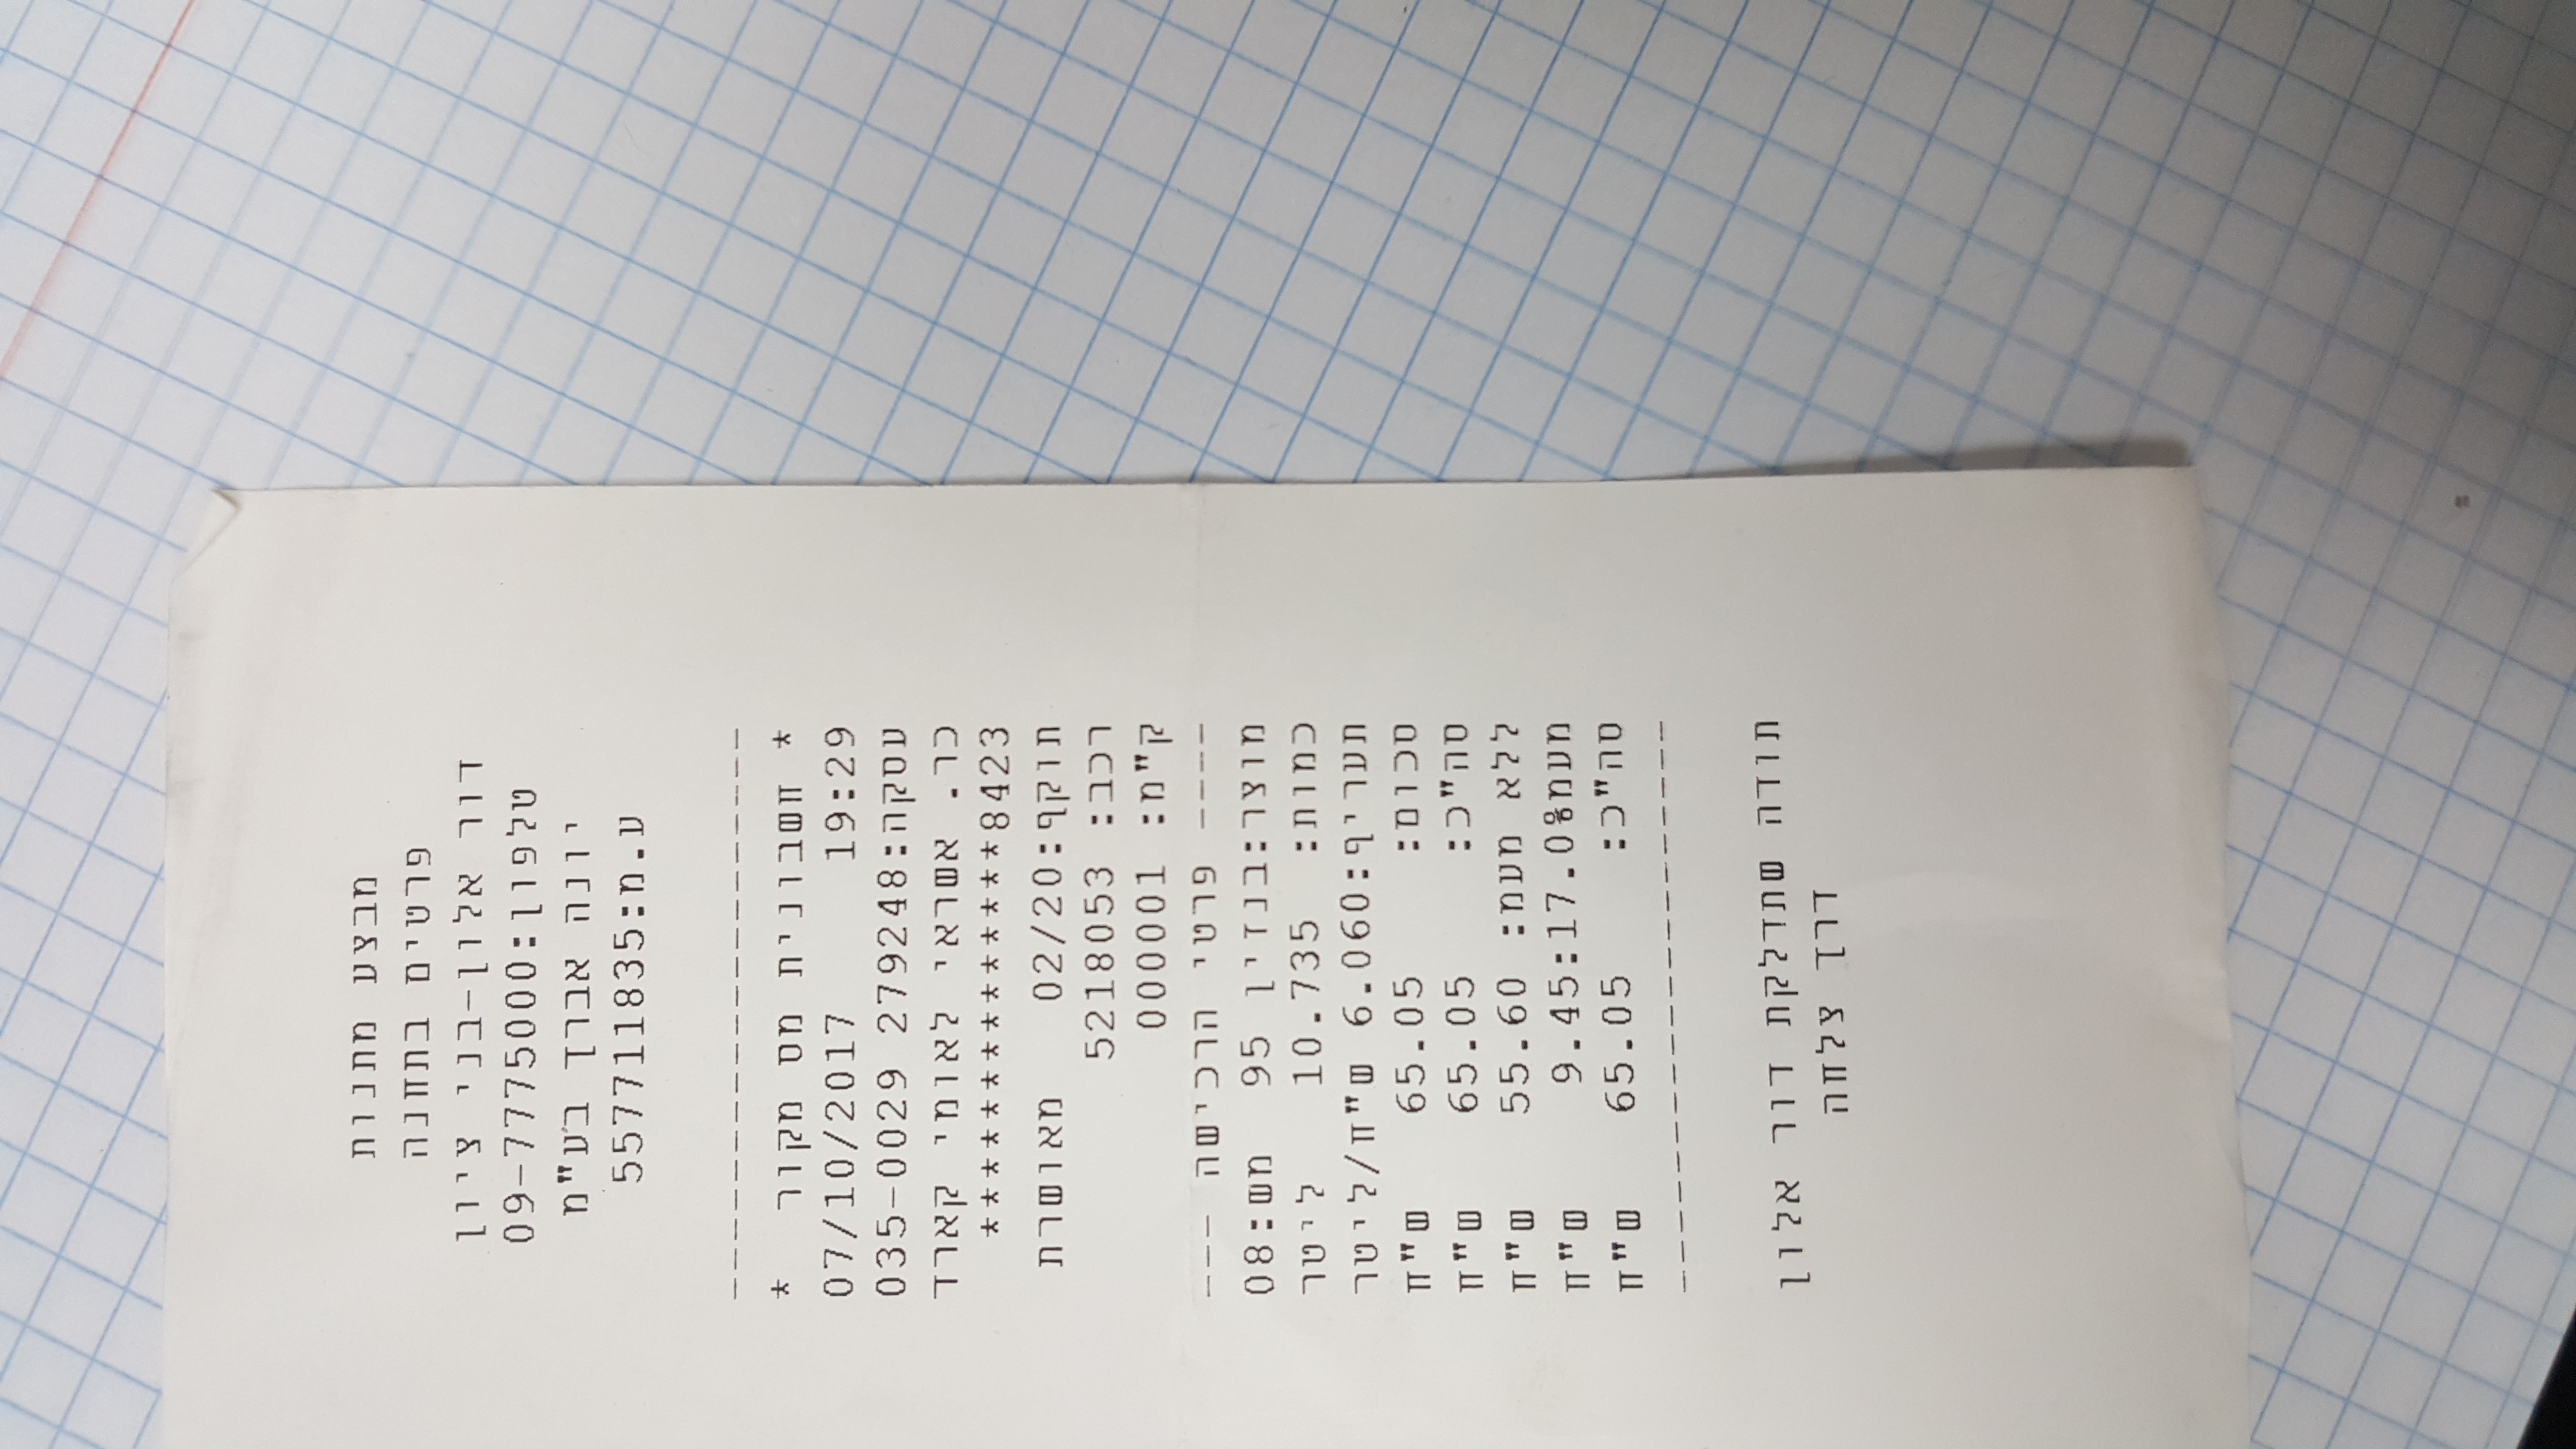 מבצע מתנות
פרטים בתחנה
דור אלון-בני ציון
טלפון:09-7775000
יונה אברך בע"מ
ע.מ:557711835
--------------------
* חשבונית מס מקור *
07/10/2017 19:29
עסקה:279248 035-0029
כר. אשראי לאומי קארד
**************8423
תוקף:02/20 מאושרת
רכב: 5218053
ק"מ: 000001
---- פרטי הרכישה ---
מוצר:בנזין 95 מש:08
כמות: 10.735 ליטר
תעריף:6.060 ש"ח/ליטר
סכום: 65.05 ש"ח
סה"כ: 65.05 ש"ח
ללא מעמ: 55.60 ש"ח
מעמ17.0%:9.45 ש"ח
סה"כ: 65.05 ש"ח
--------------------
תודה שתדלקת דור אלון
דרך צלחה